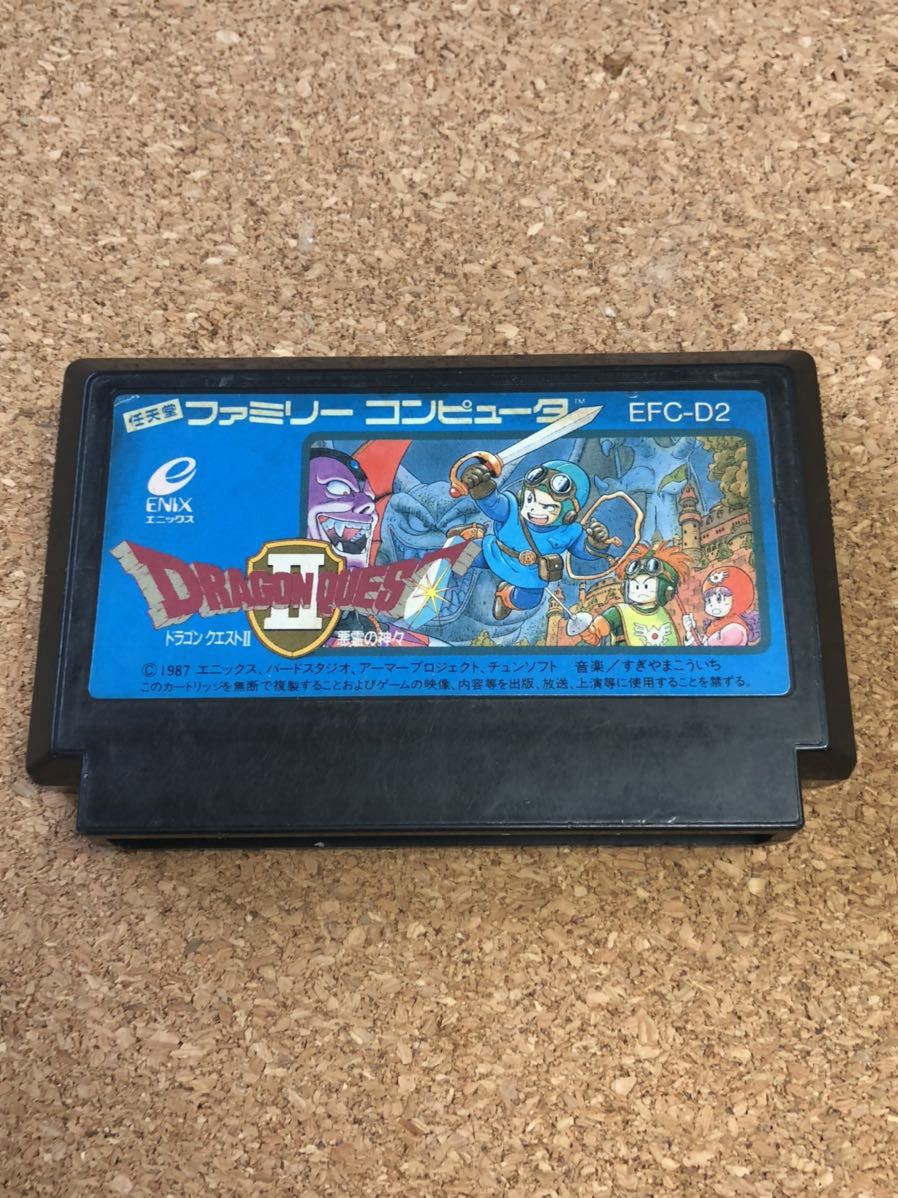 任天堂 ファミリー コンピュータ™ EFC-D2
ENIX
エニックス
DRAGON QUEST
II
ドラゴンクエストII 悪霊の神々
© 1987 エニックス、バードスタジオ、アーマープロジェクト、チュンソフト 音楽/すぎやまこういち
このカートリッジを無断で複製することおよびゲームの映像、内容等を出版、放送、上演等に使用することを禁ずる。